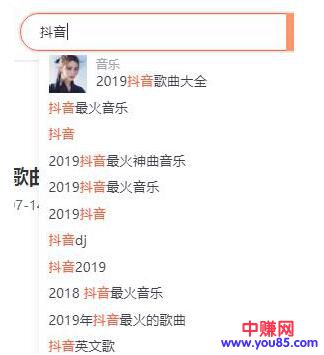 抖音
音乐
2019抖音歌曲大全
抖音最火音乐
抖音
2019抖音最火神曲音乐
歌曲
2019抖音最火音乐
07-14
2019抖音
抖音dj
抖音2019
2018 抖音最火音乐
2019年抖音最火的歌曲
抖音英文歌
中赚网
www.you85.com